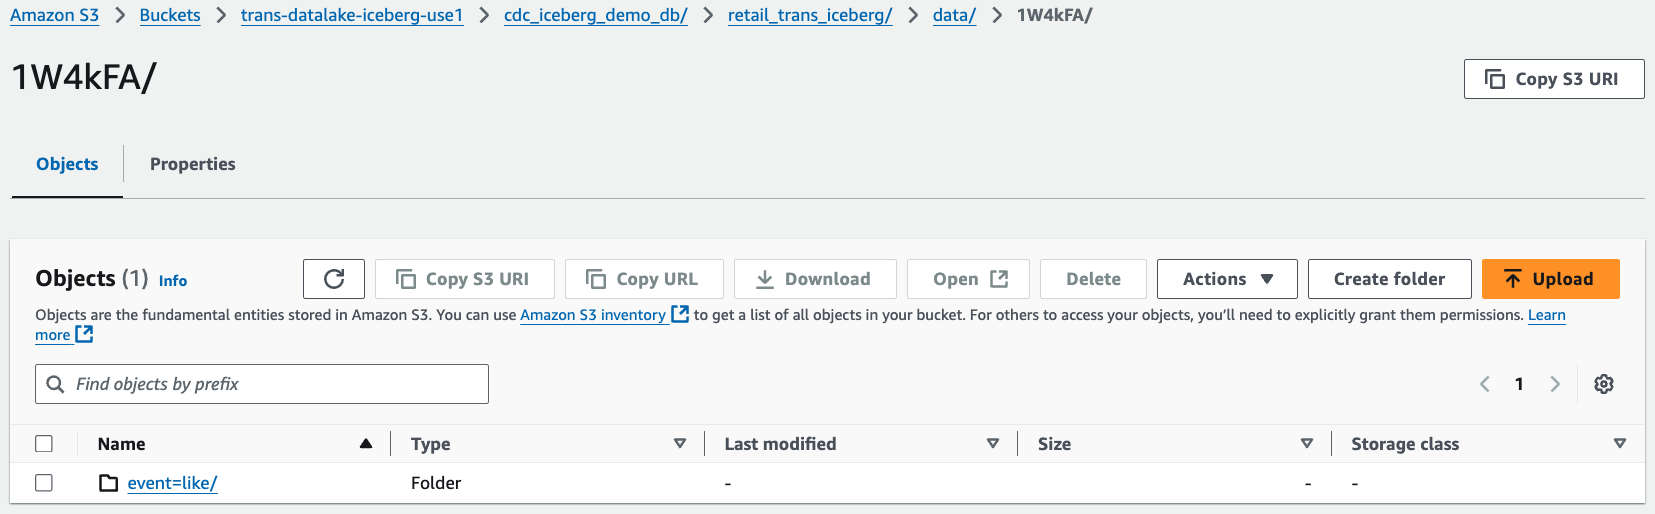 Amazon S3 > Buckets > trans-datalake-iceberg-use1 > cdc_iceberg_demo_db/ > retail_trans_iceberg/ > data/ > 1W4kFA/
1W4kFA/
Copy S3 URI
Objects Properties
Objects (1) Info Copy S3 URI Copy URL Download Open Delete Actions Create folder Upload
Objects are the fundamental entities stored in Amazon S3. You can use Amazon S3 inventory to get a list of all objects in your bucket. For others to access your objects, you’ll need to explicitly grant them permissions. Learn
more
Find objects by prefix 1
Name Type Last modified Size Storage class
event=like/ Folder - - -